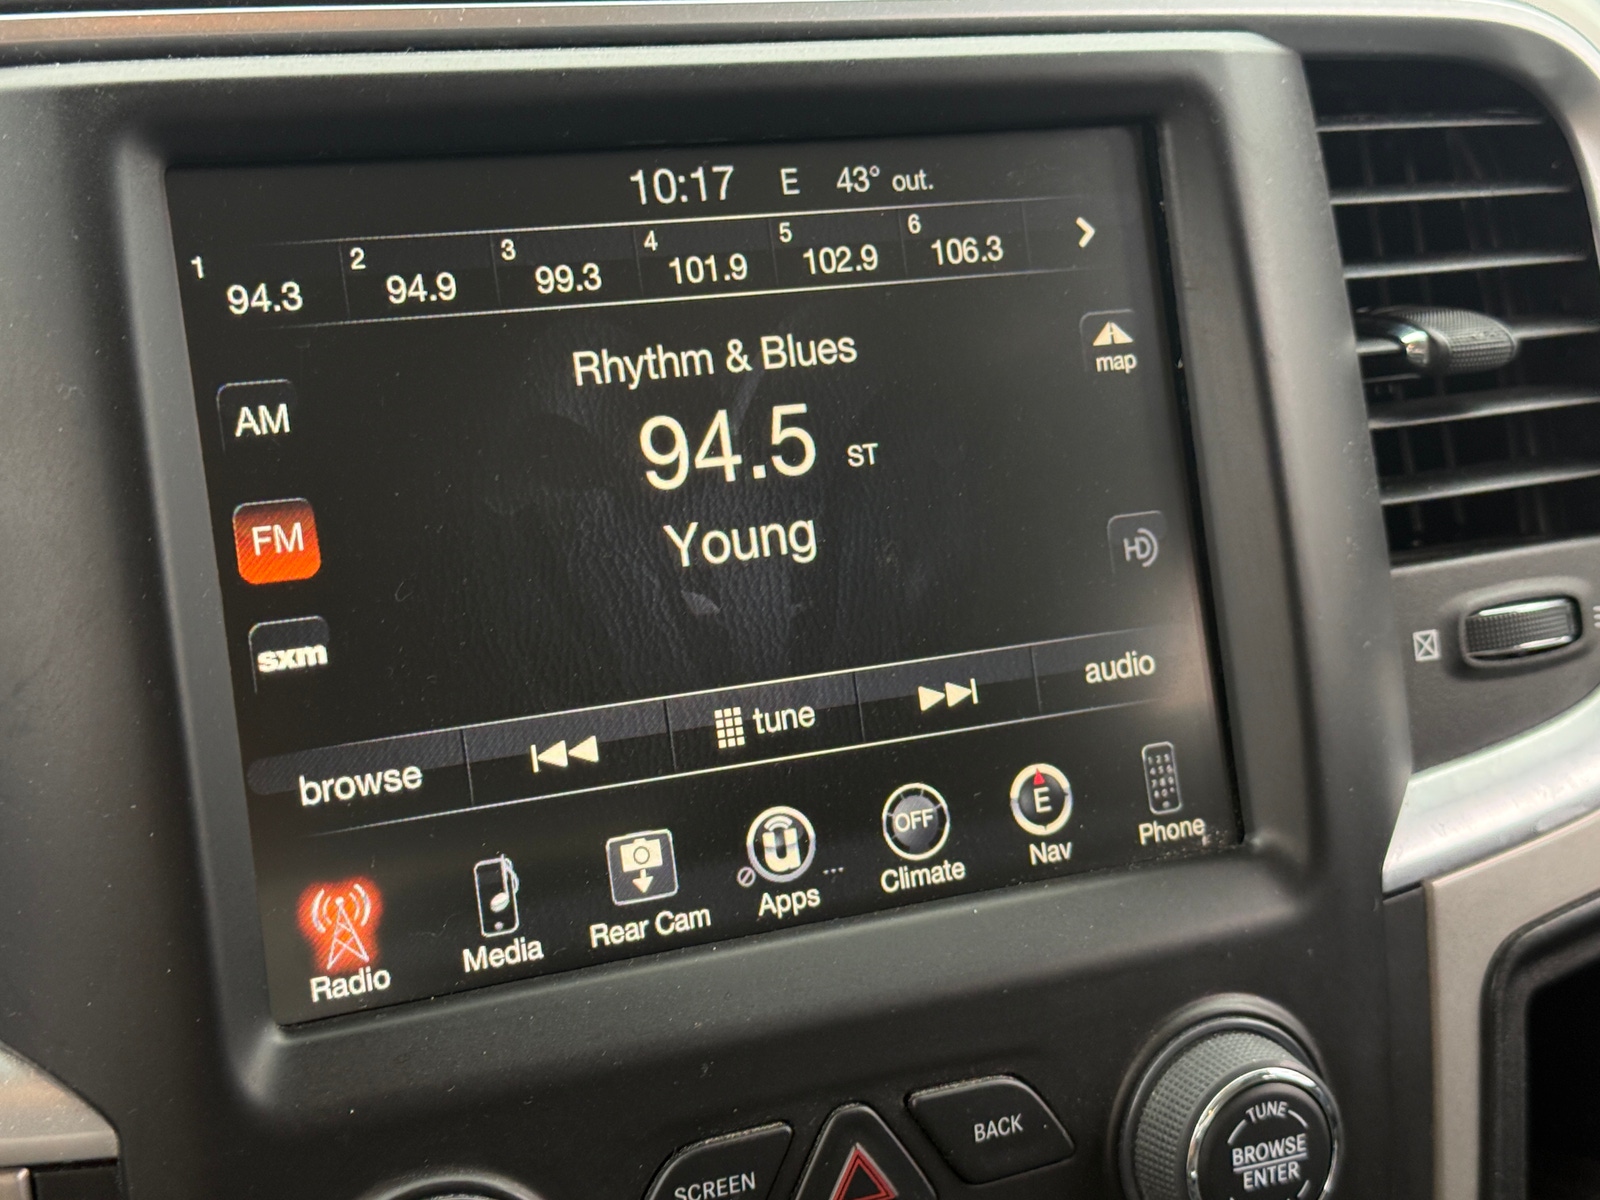 10:17 E 43° out.
1 94.3 2 94.9 3 99.3 4 101.9 5 102.9 6 106.3
Rhythm & Blues
map
AM
94.5 ST
FM
Young
HD
sxm
browse tune audio
Radio Media Rear Cam Apps OFF Climate E Nav Phone
SCREEN BACK
TUNE
BROWSE
ENTER